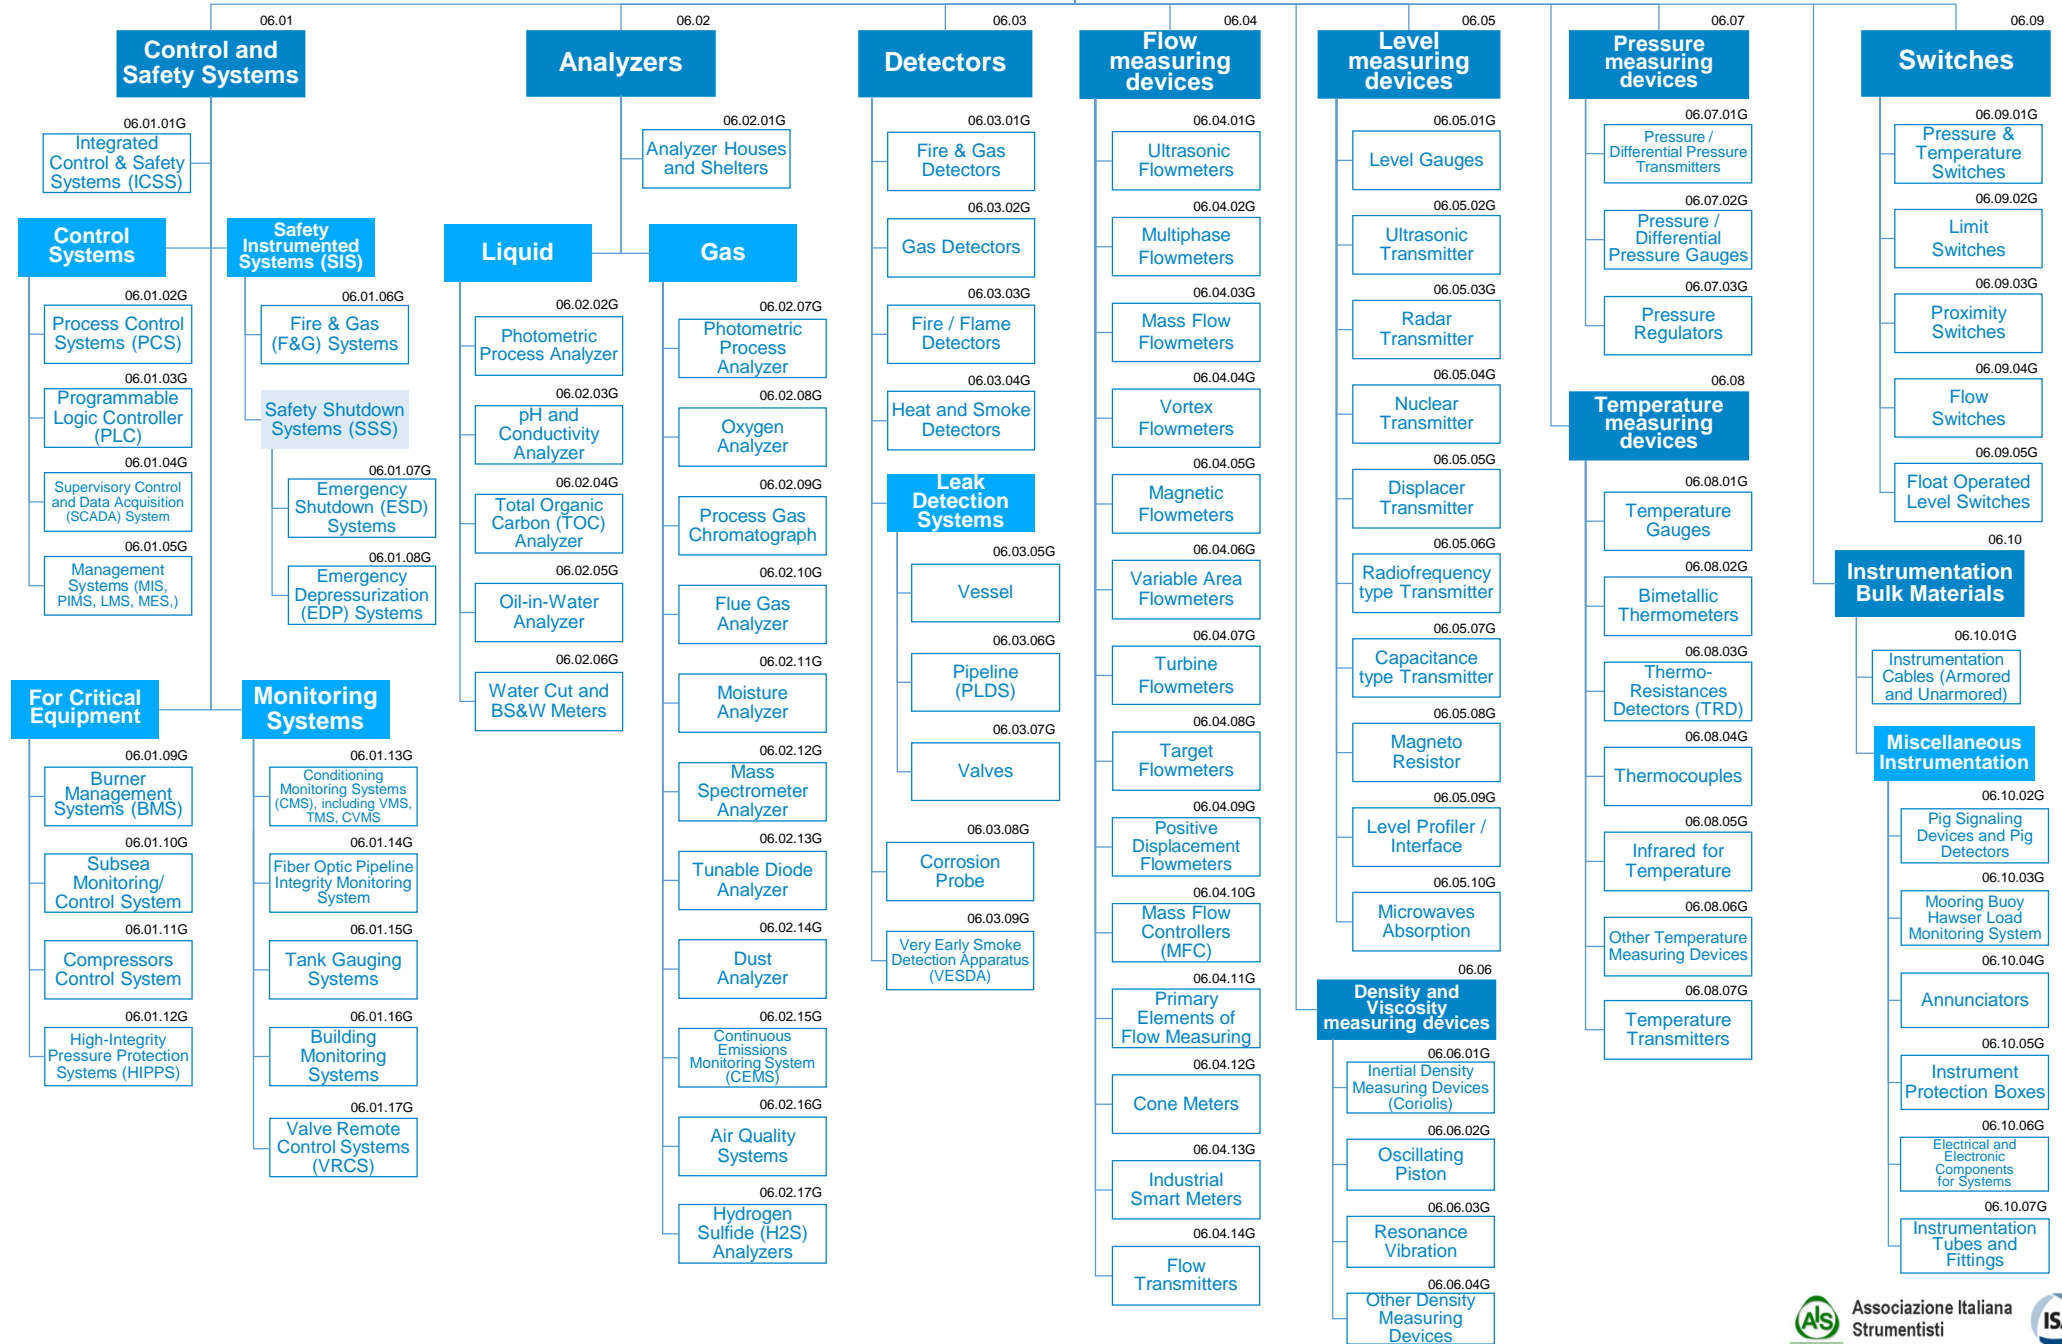 06.01
Control and
Safety Systems
06.01.01G
Integrated
Control & Safety
Systems (ICSS)
Control
Systems
06.01.02G
Process Control
Systems (PCS)
06.01.03G
Programmable
Logic Controller
(PLC)
06.01.04G
Supervisory Control
and Data Acquisition
(SCADA) System
06.01.05G
Management
Systems (MIS,
PIMS, LMS, MES,)
Safety
Instrumented
Systems (SIS)
06.01.06G
Fire & Gas
(F&G) Systems
Safety Shutdown
Systems (SSS)
06.01.07G
Emergency
Shutdown (ESD)
Systems
06.01.08G
Emergency
Depressurization
(EDP) Systems
For Critical
Equipment
06.01.09G
Burner
Management
Systems (BMS)
06.01.10G
Subsea
Monitoring/
Control System
06.01.11G
Compressors
Control System
06.01.12G
High-Integrity
Pressure Protection
Systems (HIPPS)
Monitoring
Systems
06.01.13G
Conditioning
Monitoring Systems
(CMS), including VMS,
TMS, CVMS
06.01.14G
Fiber Optic Pipeline
Integrity Monitoring
System
06.01.15G
Tank Gauging
Systems
06.01.16G
Building
Monitoring
Systems
06.01.17G
Valve Remote
Control Systems
(VRCS)
06.02
Analyzers
06.02.01G
Analyzer Houses
and Shelters
Liquid
06.02.02G
Photometric
Process Analyzer
06.02.03G
pH and
Conductivity
Analyzer
06.02.04G
Total Organic
Carbon (TOC)
Analyzer
06.02.05G
Oil-in-Water
Analyzer
06.02.06G
Water Cut and
BS&W Meters
Gas
06.02.07G
Photometric
Process
Analyzer
06.02.08G
Oxygen
Analyzer
06.02.09G
Process Gas
Chromatograph
06.02.10G
Flue Gas
Analyzer
06.02.11G
Moisture
Analyzer
06.02.12G
Mass
Spectrometer
Analyzer
06.02.13G
Tunable Diode
Analyzer
06.02.14G
Dust
Analyzer
06.02.15G
Continuous
Emissions
Monitoring System
(CEMS)
06.02.16G
Air Quality
Systems
06.02.17G
Hydrogen
Sulfide (H2S)
Analyzers
06.03
Detectors
06.03.01G
Fire & Gas
Detectors
06.03.02G
Gas Detectors
06.03.03G
Fire / Flame
Detectors
06.03.04G
Heat and Smoke
Detectors
Leak
Detection
Systems
06.03.05G
Vessel
06.03.06G
Pipeline
(PLDS)
06.03.07G
Valves
06.03.08G
Corrosion
Probe
06.03.09G
Very Early Smoke
Detection Apparatus
(VESDA)
06.04
Flow
measuring
devices
06.04.01G
Ultrasonic
Flowmeters
06.04.02G
Multiphase
Flowmeters
06.04.03G
Mass Flow
Flowmeters
06.04.04G
Vortex
Flowmeters
06.04.05G
Magnetic
Flowmeters
06.04.06G
Variable Area
Flowmeters
06.04.07G
Turbine
Flowmeters
06.04.08G
Target
Flowmeters
06.04.09G
Positive
Displacement
Flowmeters
06.04.10G
Mass Flow
Controllers
(MFC)
06.04.11G
Primary
Elements of
Flow Measuring
06.04.12G
Cone Meters
06.04.13G
Industrial
Smart Meters
06.04.14G
Flow
Transmitters
06.05
Level
measuring
devices
06.05.01G
Level Gauges
06.05.02G
Ultrasonic
Transmitter
06.05.03G
Radar
Transmitter
06.05.04G
Nuclear
Transmitter
06.05.05G
Displacer
Transmitter
06.05.06G
Radiofrequency
type Transmitter
06.05.07G
Capacitance
type Transmitter
06.05.08G
Magneto
Resistor
06.05.09G
Level Profiler /
Interface
06.05.10G
Microwaves
Absorption
06.06
Density and
Viscosity
measuring devices
06.06.01G
Inertial Density
Measuring Devices
(Coriolis)
06.06.02G
Oscillating
Piston
06.06.03G
Resonance
Vibration
06.06.04G
Other Density
Measuring
Devices
06.07
Pressure
measuring
devices
06.07.01G
Pressure /
Differential Pressure
Transmitters
06.07.02G
Pressure /
Differential
Pressure Gauges
06.07.03G
Pressure
Regulators
06.08
Temperature
measuring
devices
06.08.01G
Temperature
Gauges
06.08.02G
Bimetallic
Thermometers
06.08.03G
Thermo-
Resistances
Detectors (TRD)
06.08.04G
Thermocouples
06.08.05G
Infrared for
Temperature
06.08.06G
Other Temperature
Measuring Devices
06.08.07G
Temperature
Transmitters
06.09
Switches
06.09.01G
Pressure &
Temperature
Switches
06.09.02G
Limit
Switches
06.09.03G
Proximity
Switches
06.09.04G
Flow
Switches
06.09.05G
Float Operated
Level Switches
06.10
Instrumentation
Bulk Materials
06.10.01G
Instrumentation
Cables (Armored
and Unarmored)
Miscellaneous
Instrumentation
06.10.02G
Pig Signaling
Devices and Pig
Detectors
06.10.03G
Mooring Buoy
Hawser Load
Monitoring System
06.10.04G
Annunciators
06.10.05G
Instrument
Protection Boxes
06.10.06G
Electrical and
Electronic
Components
for Systems
06.10.07G
Instrumentation
Tubes and
Fittings
AIS
Associazione Italiana
Strumentisti